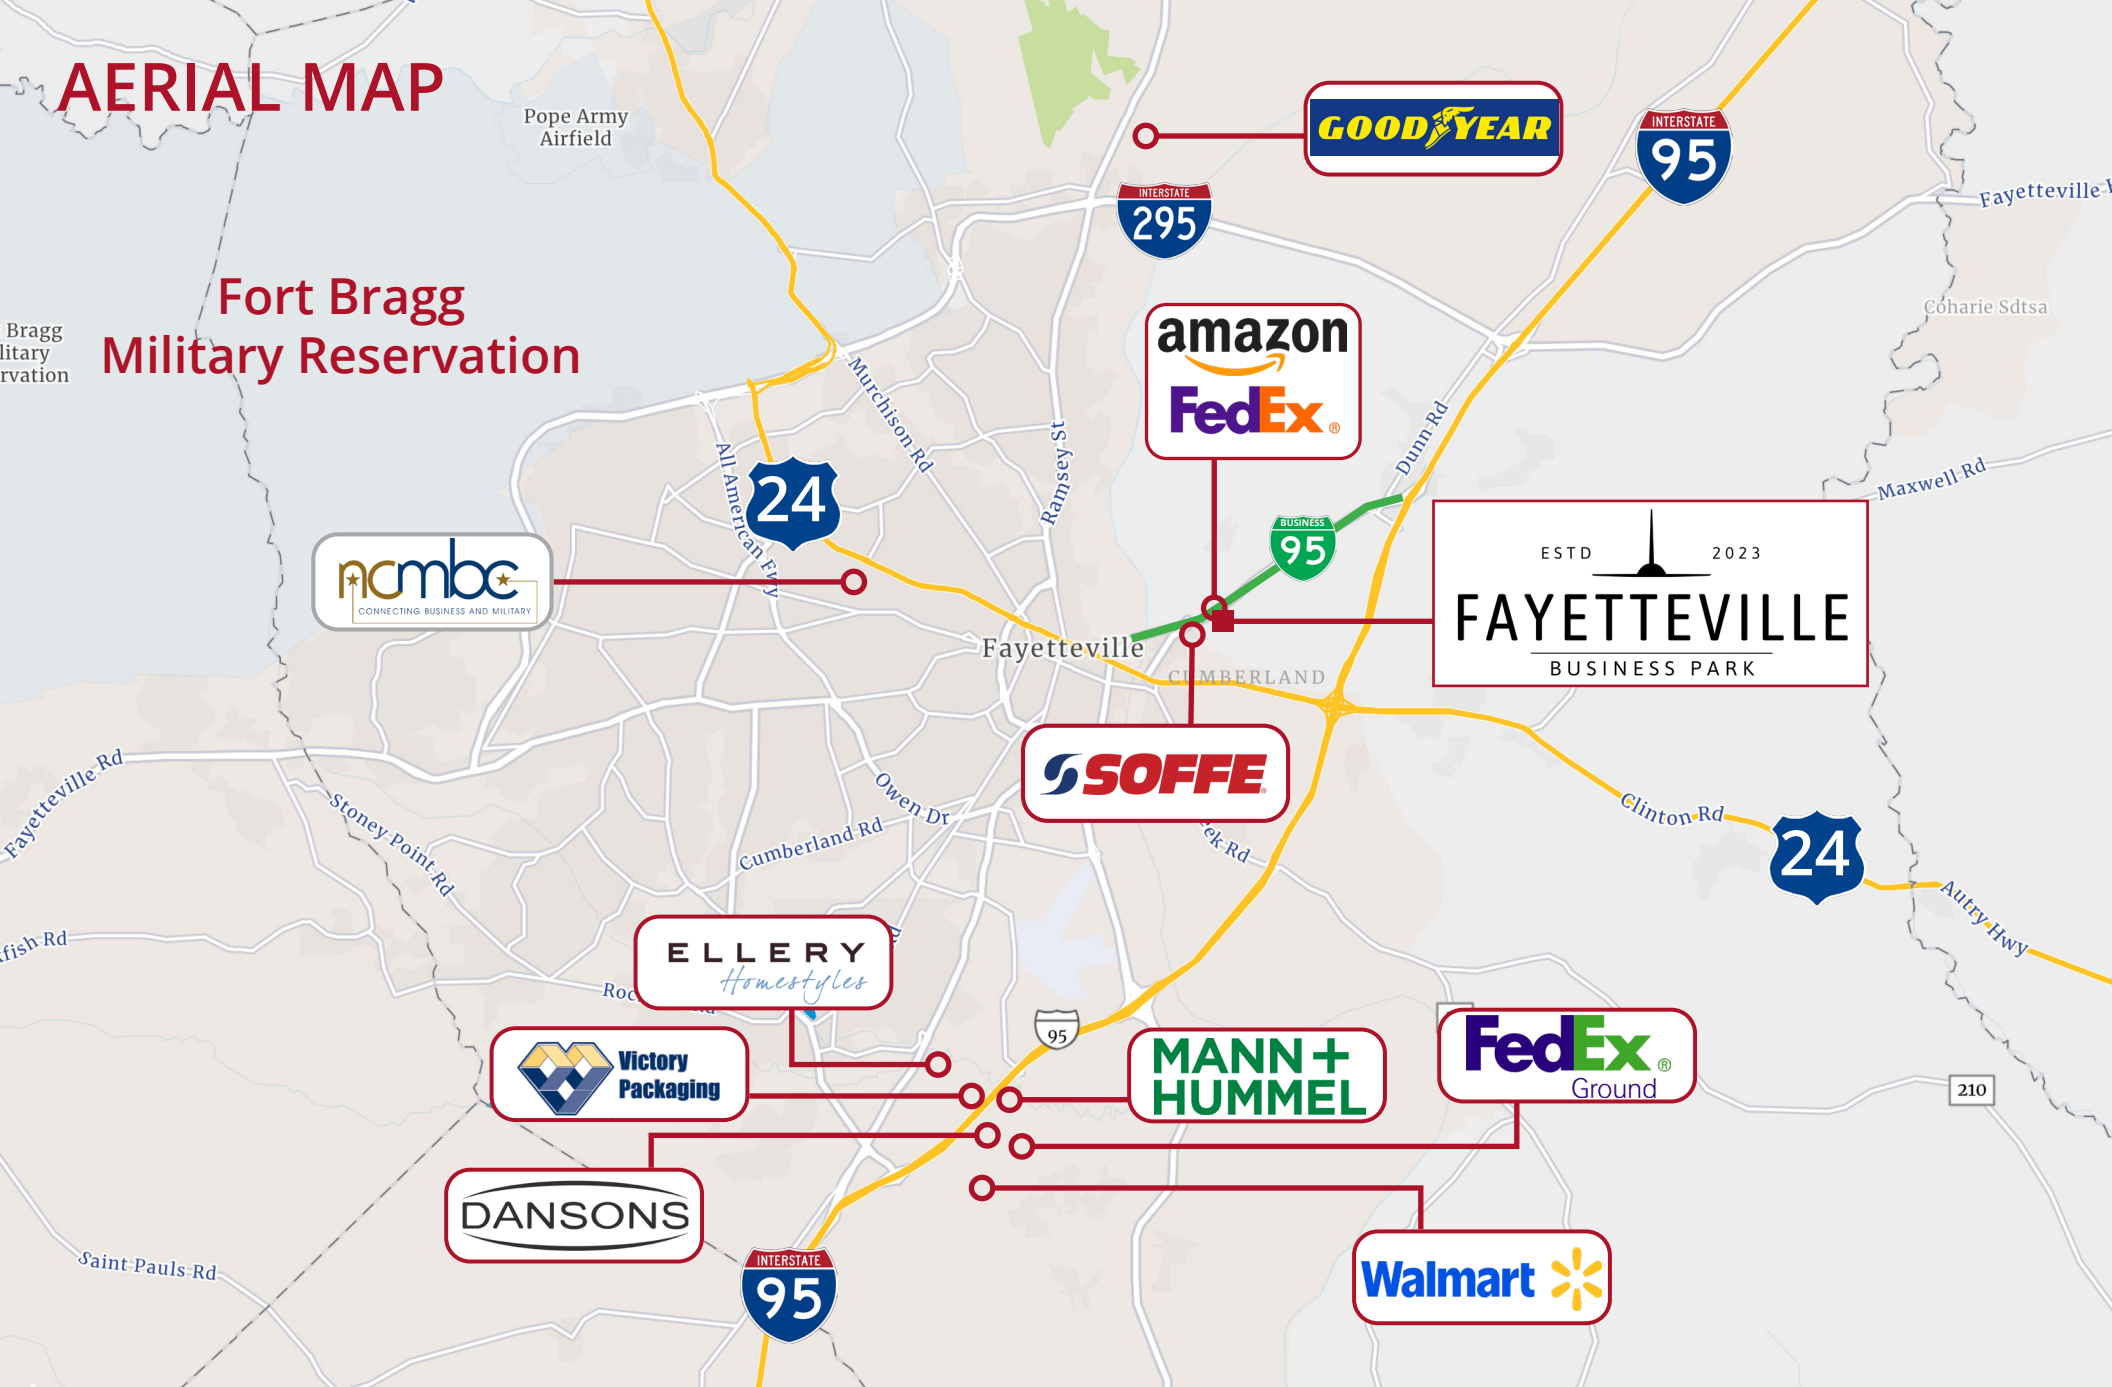 AERIAL MAP
Pope Army
Airfield
GOODYEAR
INTERSTATE
95
INTERSTATE
295
Fayetteville
Fort Bragg
Military Reservation
Bragg
Coharie Sdtsa
amazon
FedEx®
Murchison Rd
Ramsey St
Dunn Rd
All American Fwy
24
Maxwell Rd
BUSINESS
95
ncmbc
CONNECTING BUSINESS AND MILITARY
ESTD 2023
FAYETTEVILLE
BUSINESS PARK
Fayetteville
CUMBERLAND
SOFFE®
Fayetteville Rd
Stoney Point Rd
Owen Dr
Cumberland Rd
Rd
Clinton Rd
24
Autry Hwy
Rd
ELLERY
Homestyles
95
Victory
Packaging
MANN+
HUMMEL
FedEx®
Ground
210
DANSONS
Saint Pauls Rd
INTERSTATE
95
Walmart